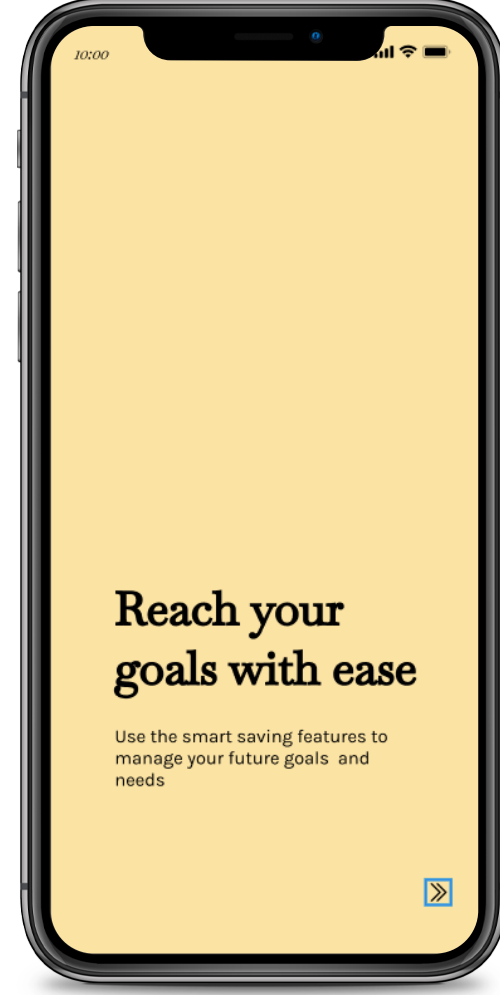 10:00
Reach your
goals with ease
Use the smart saving features to
manage your future goals  and
needs